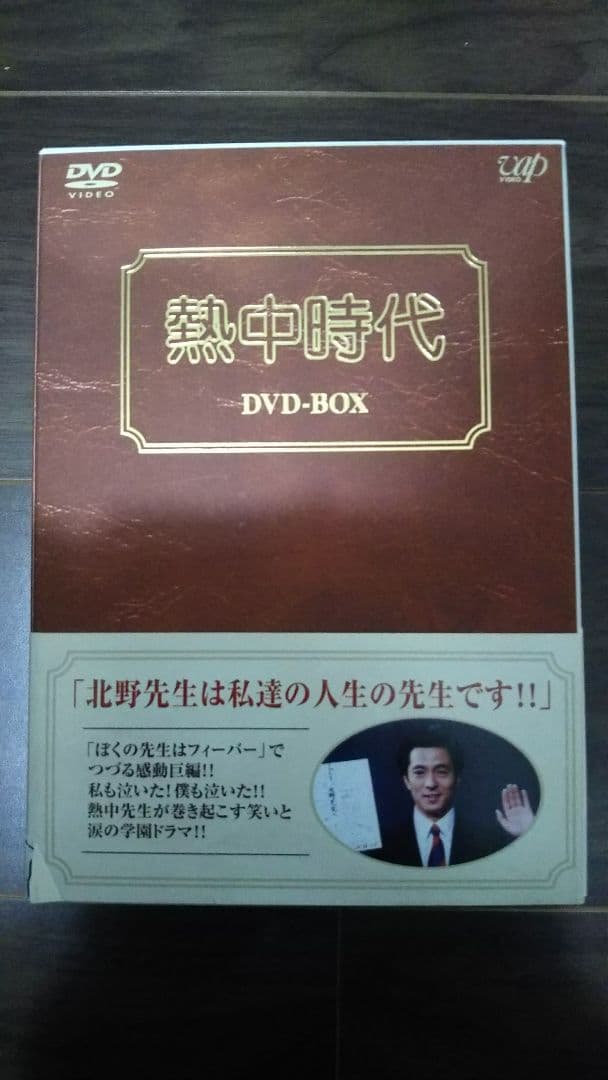 DVD
VIDEO
vap
VIDEO
熱中時代
DVD-BOX
「北野先生は私達の人生の先生です!!」
「ぼくの先生はフィーバー」で
つづる感動巨編!!
私も泣いた!僕も泣いた!!
熱中先生が巻き起こす笑いと
涙の学園ドラマ!!